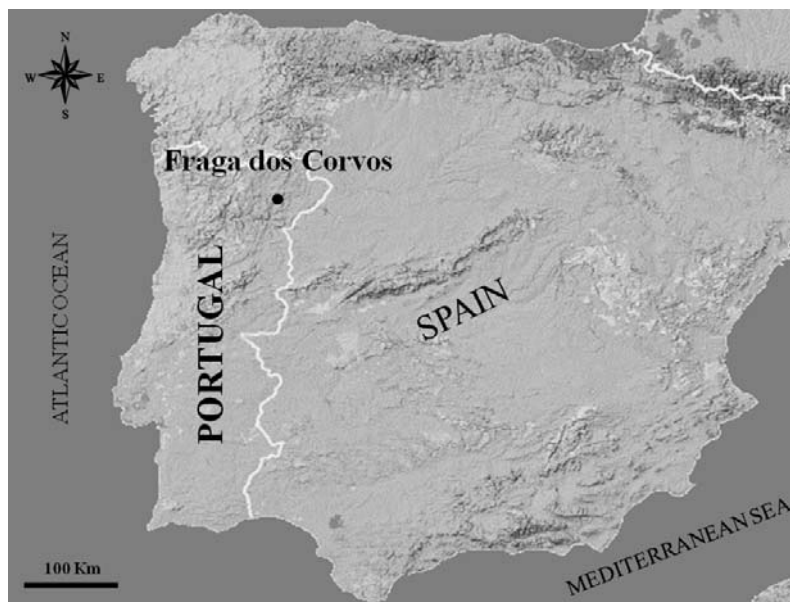 N
W E
S
Fraga dos Corvos
ATLANTIC OCEAN
PORTUGAL
SPAIN
MEDITERRANEAN SEA
100 Km